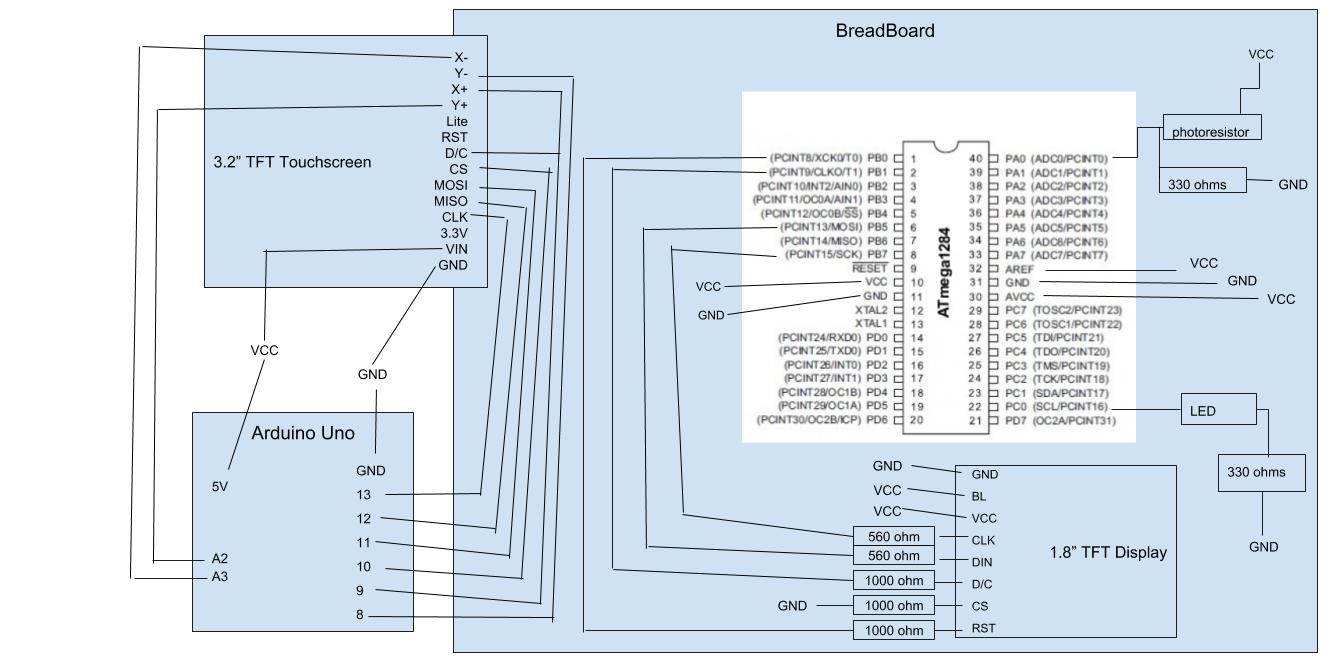 BreadBoard
3.2” TFT Touchscreen
X-
Y-
X+
Y+
Lite
RST
D/C
CS
MOSI
MISO
CLK
3.3V
VIN
GND
VCC
GND
Arduino Uno
5V
A2
A3
GND
13
12
11
10
9
8
ATmega1284
(PCINT8/XCK0/T0) PB0 1
(PCINT9/CLKO/T1) PB1 2
(PCINT10/INT2/AIN0) PB2 3
(PCINT11/OC0A/AIN1) PB3 4
(PCINT12/OC0B/SS) PB4 5
(PCINT13/MOSI) PB5 6
(PCINT14/MISO) PB6 7
(PCINT15/SCK) PB7 8
RESET 9
VCC 10
GND 11
XTAL2 12
XTAL1 13
(PCINT24/RXD0) PD0 14
(PCINT25/TXD0) PD1 15
(PCINT26/INT0) PD2 16
(PCINT27/INT1) PD3 17
(PCINT28/OC1B) PD4 18
(PCINT29/OC1A) PD5 19
(PCINT30/OC2B/ICP) PD6 20
40 PA0 (ADC0/PCINT0)
39 PA1 (ADC1/PCINT1)
38 PA2 (ADC2/PCINT2)
37 PA3 (ADC3/PCINT3)
36 PA4 (ADC4/PCINT4)
35 PA5 (ADC5/PCINT5)
34 PA6 (ADC6/PCINT6)
33 PA7 (ADC7/PCINT7)
32 AREF
31 GND
30 AVCC
29 PC7 (TOSC2/PCINT23)
28 PC6 (TOSC1/PCINT22)
27 PC5 (TDI/PCINT21)
26 PC4 (TDO/PCINT20)
25 PC3 (TMS/PCINT19)
24 PC2 (TCK/PCINT18)
23 PC1 (SDA/PCINT17)
22 PC0 (SCL/PCINT16)
21 PD7 (OC2A/PCINT31)
VCC
GND
VCC
photoresistor
330 ohms
GND
VCC
GND
VCC
LED
330 ohms
GND
GND
VCC
VCC
560 ohm
560 ohm
1000 ohm
GND
1000 ohm
1000 ohm
GND
BL
VCC
CLK
DIN
D/C
CS
RST
1.8” TFT Display